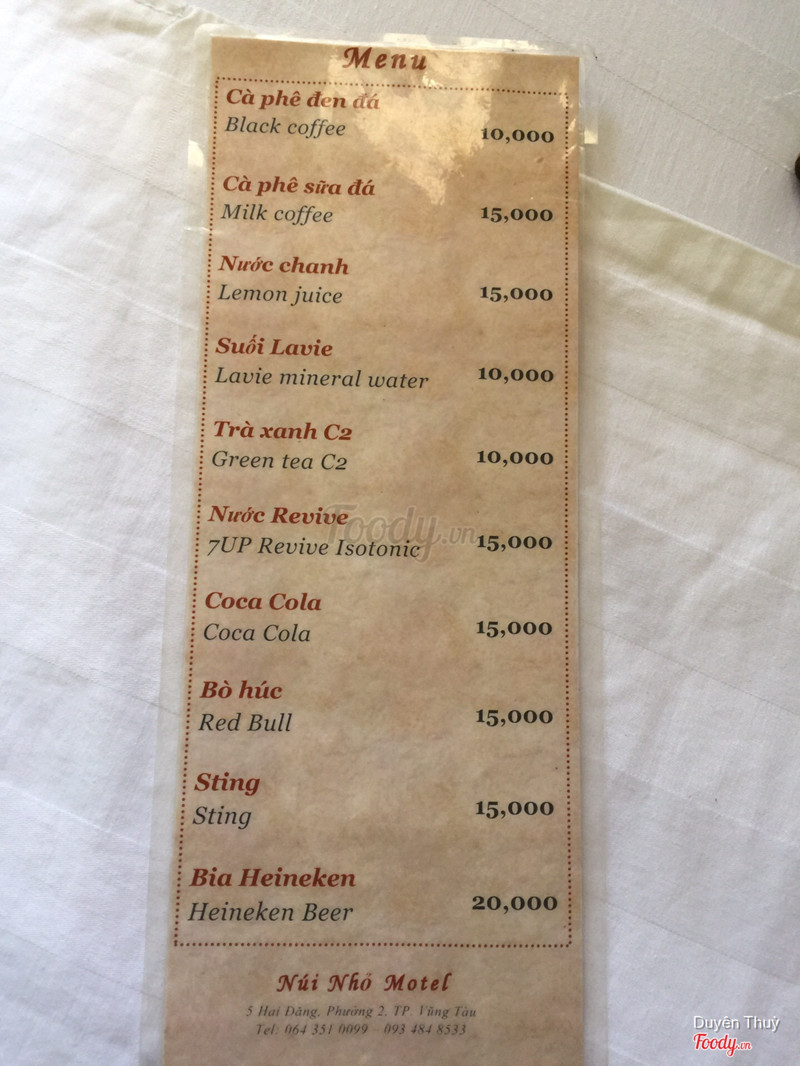 Menu
Cà phê đen đá
Black coffee 10,000
Cà phê sữa đá
Milk coffee 15,000
Nước chanh
Lemon juice 15,000
Suối Lavie
Lavie mineral water 10,000
Trà xanh C2
Green tea C2 10,000
Nước Revive
7UP Revive Isotonic 15,000
Foody.vn
Coca Cola
Coca Cola 15,000
Bò húc
Red Bull 15,000
Sting
Sting 15,000
Bia Heineken
Heineken Beer 20,000
Núi Nhỏ Motel
5 Hải Đăng, Phường 2, TP. Vũng Tàu
Tel: 064 351 0099 - 093 484 8533
Duyên Thuỳ
Foody.vn